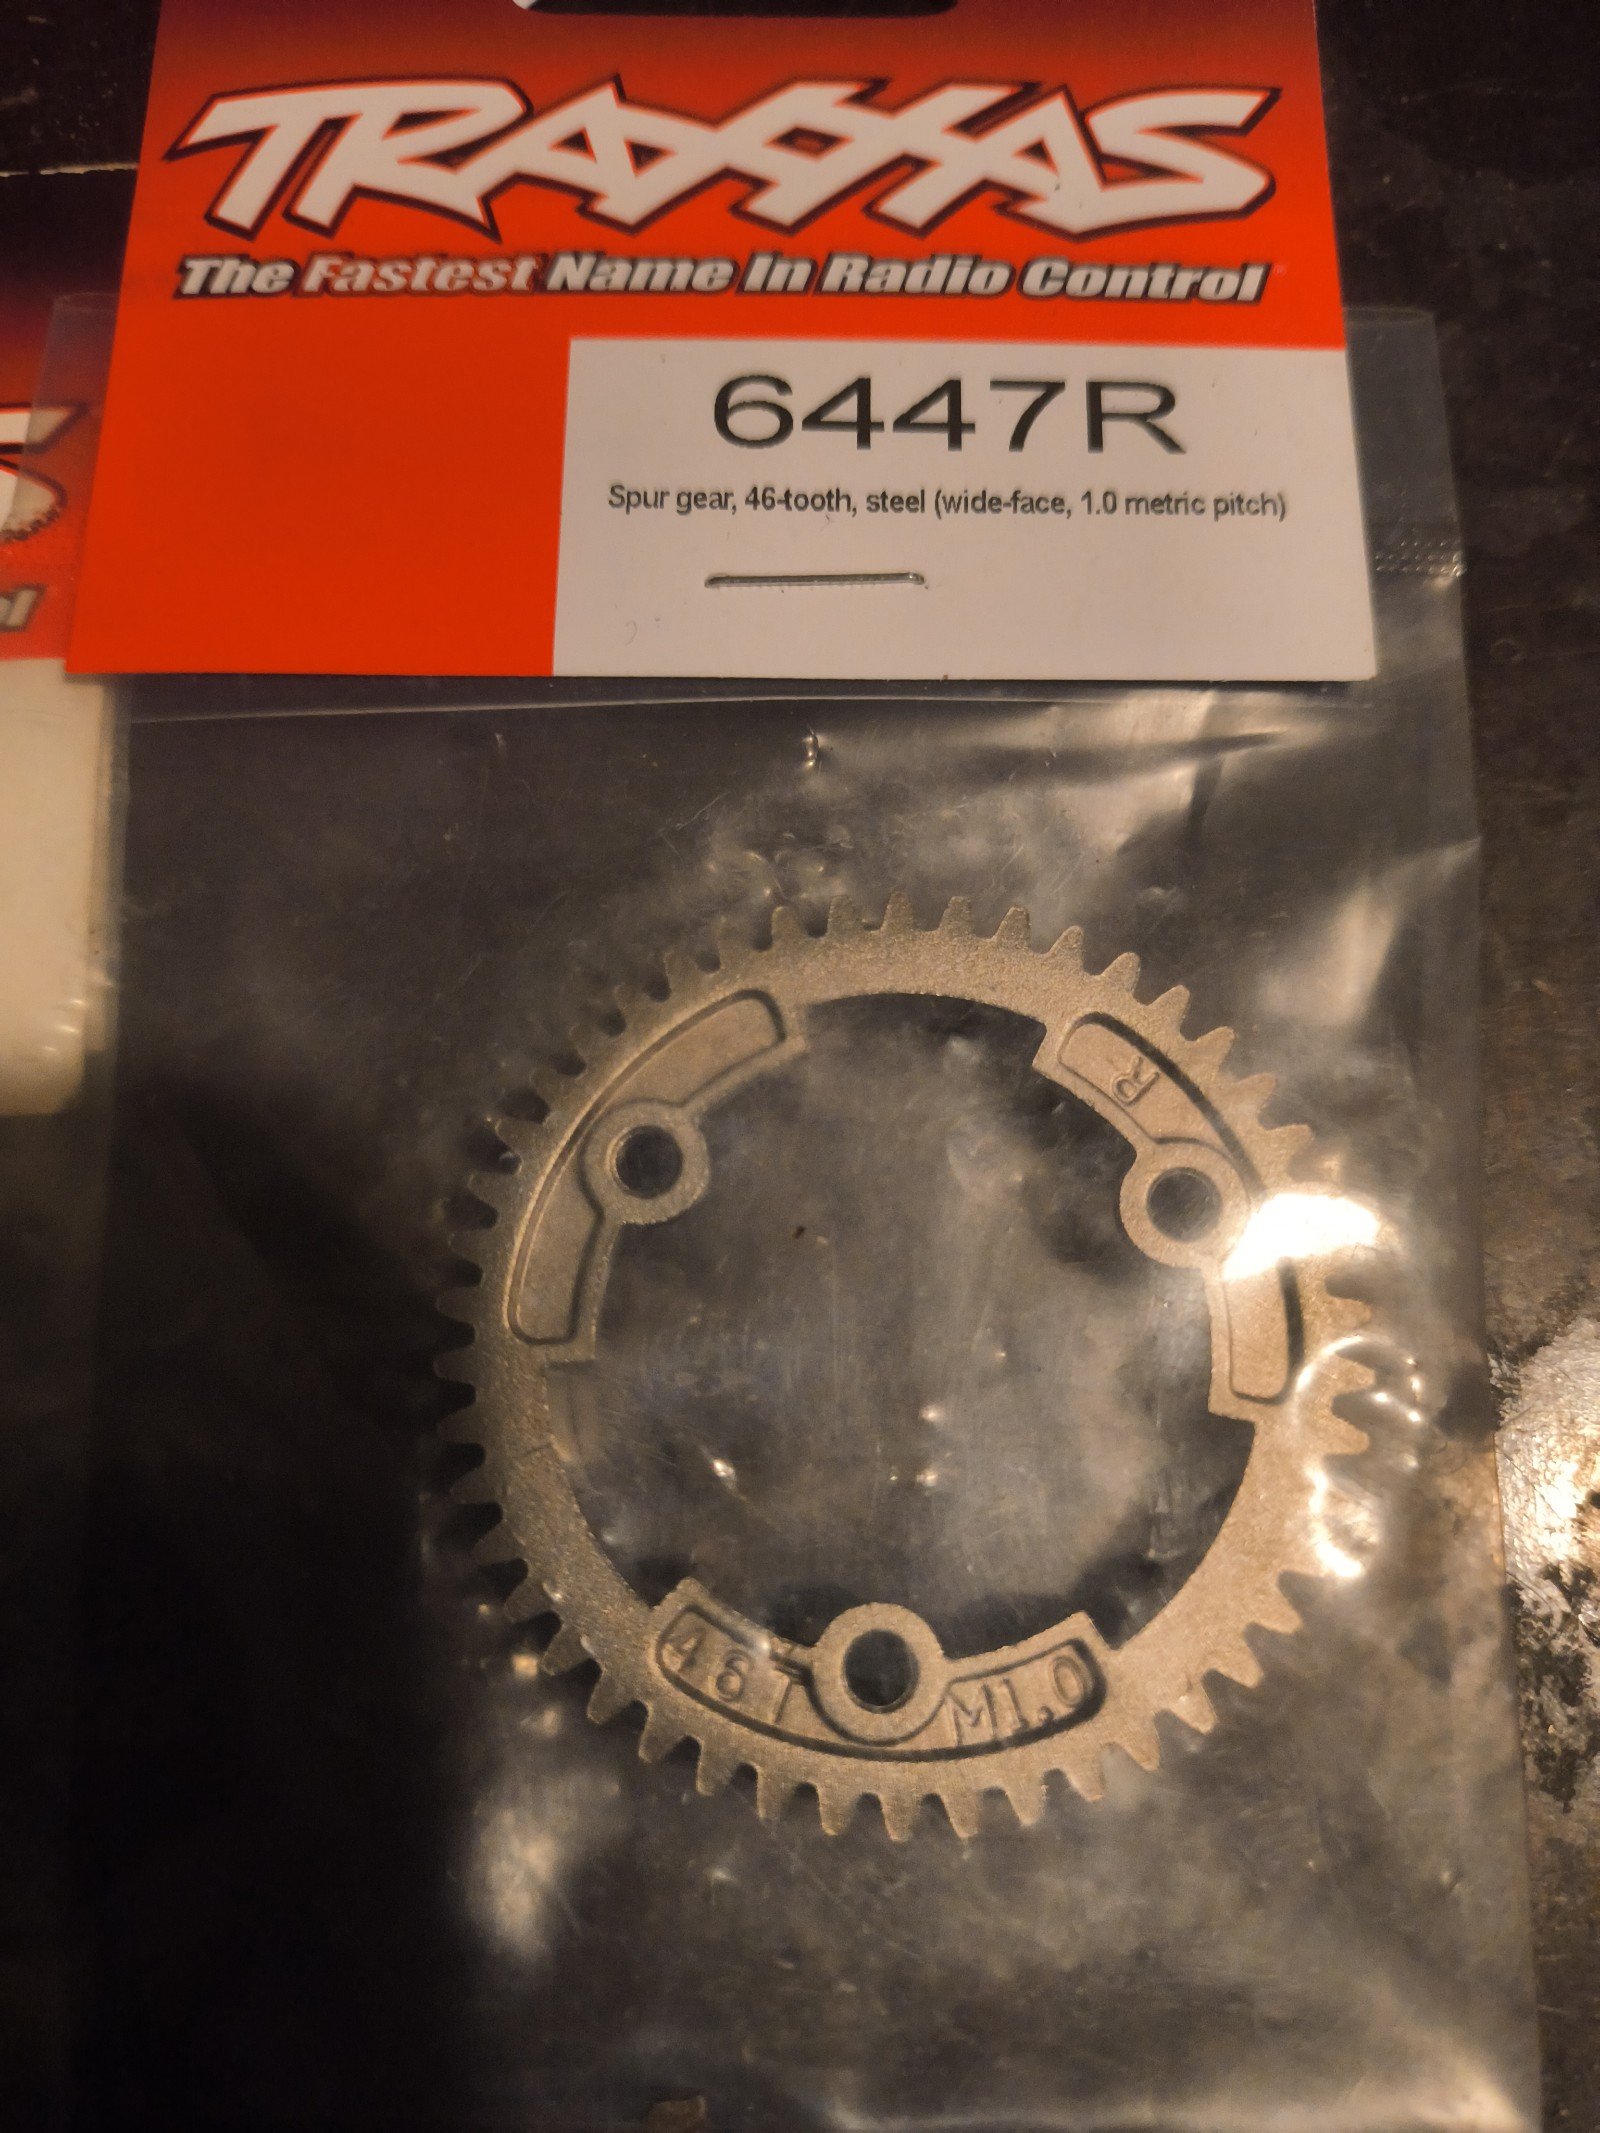 TRAXXAS
The Fastest Name In Radio Control
6447R
Spur gear, 46-tooth, steel (wide-face, 1.0 metric pitch)
R
46T M1.0